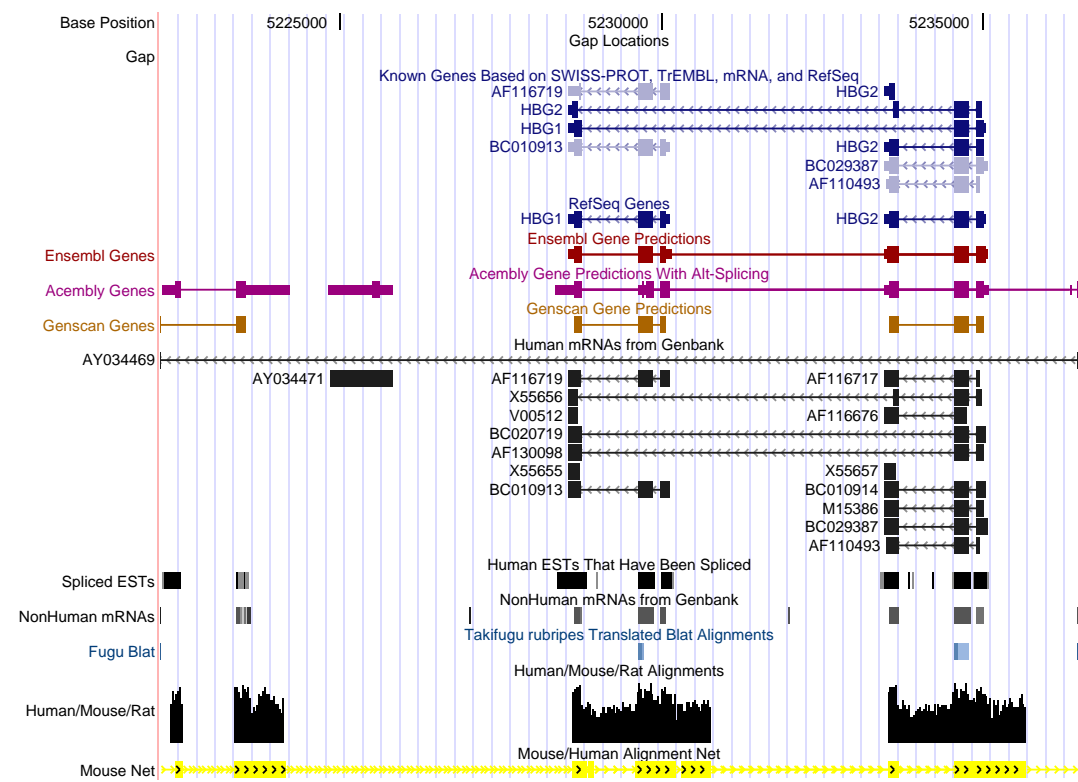 Base Position 5225000 5230000 5235000
Gap Locations
Gap
Known Genes Based on SWISS-PROT, TrEMBL, mRNA, and RefSeq
AF116719 HBG2
HBG2
HBG1
BC010913 HBG2
BC029387
AF110493
RefSeq Genes
HBG1 HBG2
Ensembl Gene Predictions
Ensembl Genes
Acembly Gene Predictions With Alt-Splicing
Acembly Genes
Genscan Gene Predictions
Genscan Genes
Human mRNAs from Genbank
AY034469
AY034471 AF116719 AF116717
X55656
V00512 AF116676
BC020719
AF130098
X55655 X55657
BC010913 BC010914
M15386
BC029387
AF110493
Human ESTs That Have Been Spliced
Spliced ESTs
NonHuman mRNAs from Genbank
NonHuman mRNAs
Takifugu rubripes Translated Blat Alignments
Fugu Blat
Human/Mouse/Rat Alignments
Human/Mouse/Rat
Mouse/Human Alignment Net
Mouse Net